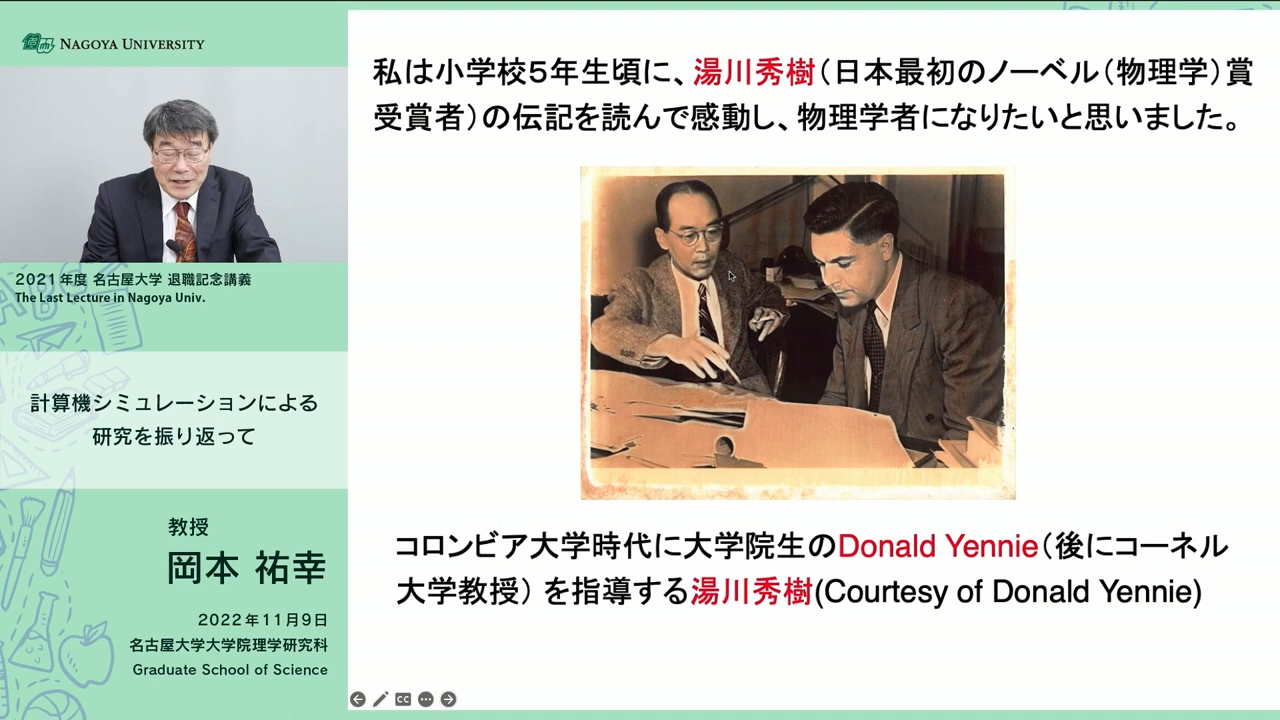 NAGOYA UNIVERSITY
2021年度 名古屋大学 退職記念講義
The Last Lecture in Nagoya Univ.
計算機シミュレーションによる
研究を振り返って
教授
岡本 祐幸
2022年11月9日
名古屋大学大学院理学研究科
Graduate School of Science
私は小学校5年生頃に、湯川秀樹(日本最初のノーベル(物理学)賞
受賞者)の伝記を読んで感動し、物理学者になりたいと思いました。
コロンビア大学時代に大学院生のDonald Yennie(後にコーネル
大学教授) を指導する湯川秀樹(Courtesy of Donald Yennie)
CC